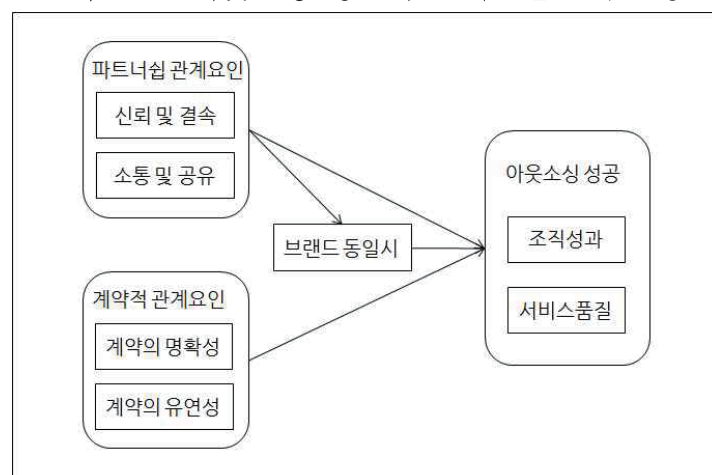 파트너쉽 관계요인
신뢰 및 결속
소통 및 공유
브랜드 동일시
계약적 관계요인
계약의 명확성
계약의 유연성
아웃소싱 성공
조직성과
서비스품질